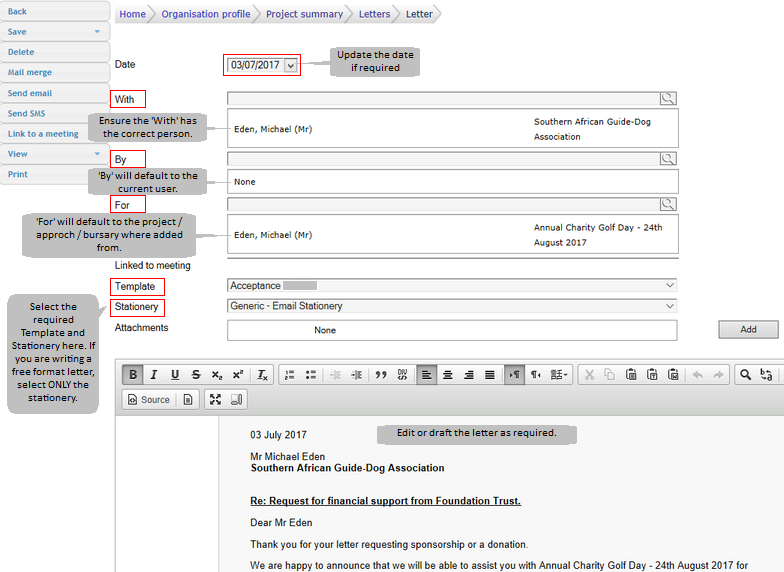 Back
Save
Delete
Mail merge
Send email
Send SMS
Link to a meeting
View
Print
Home Organisation profile Project summary Letters Letter
Date
03/07/2017
Update the date
if required
With
Ensure the 'With' has
the correct person.
Eden, Michael (Mr)
Southern African Guide-Dog
Association
By
'By' will default to the
current user.
None
For
'For' will default to the project /
approch / bursary where added
from.
Eden, Michael (Mr)
Annual Charity Golf Day - 24th
August 2017
Linked to meeting
Template
Acceptance
Stationery
Generic - Email Stationery
Select the
required
Template and
Stationery here. If
you are writing a
free format letter,
select ONLY the
stationery.
Attachments
None
Add
B I U S x₂ x² Tx
DIV
Source
03 July 2017
Edit or draft the letter as required.
Mr Michael Eden
Southern African Guide-Dog Association
Re: Request for financial support from Foundation Trust.
Dear Mr Eden
Thank you for your letter requesting sponsorship or a donation.
We are happy to announce that we will be able to assist you with Annual Charity Golf Day - 24th August 2017 for